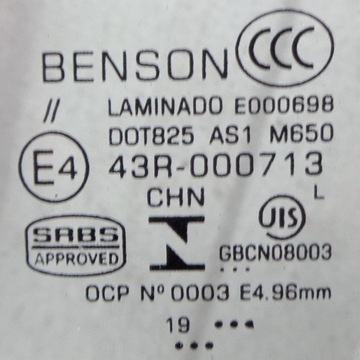 BENSON CCC
// LAMINADO E000698
DOT825 AS1 M650
E4 43R-000713
CHN L
SABS APPROVED JIS
GBCN08003
OCP Nº 0003 E4.96mm
19